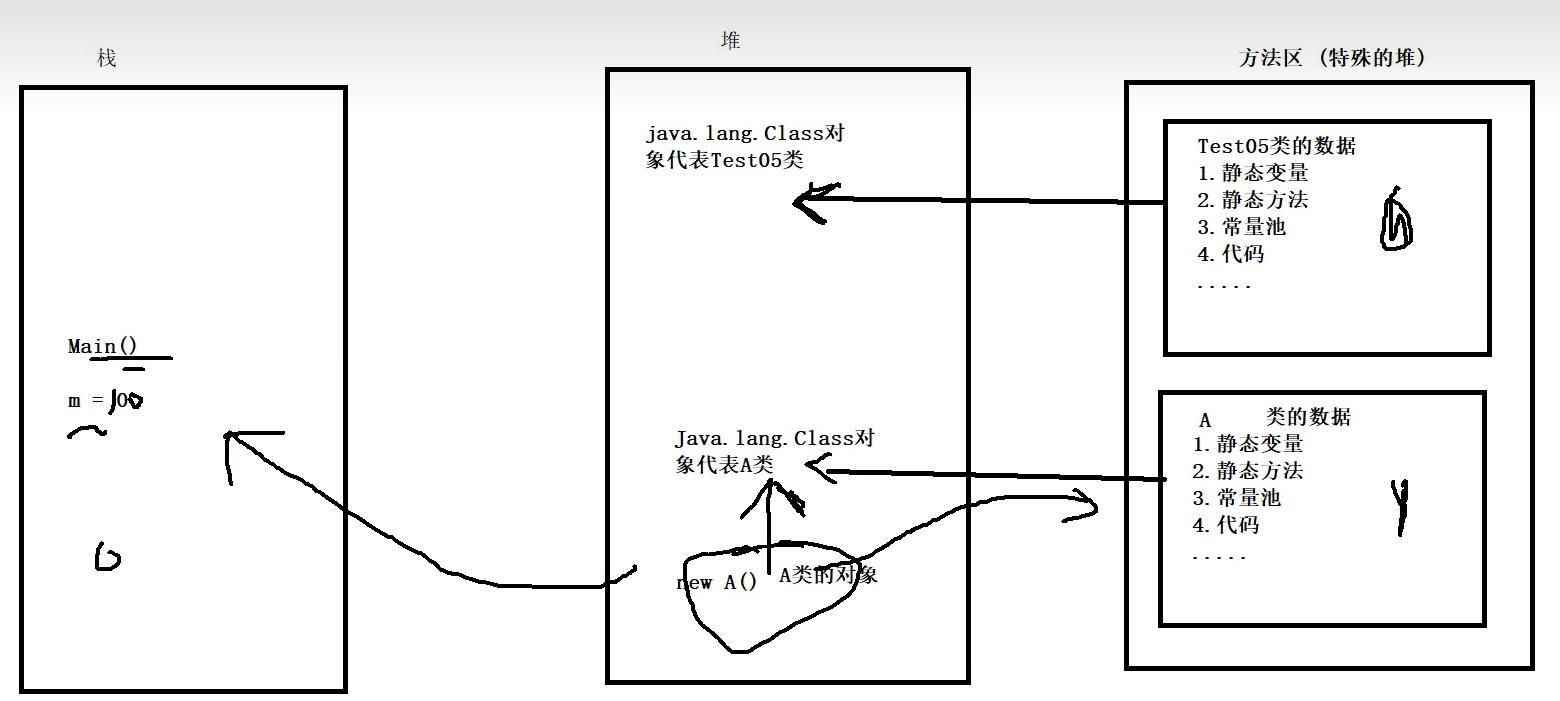 栈
堆
方法区 (特殊的堆)
Main()
m = 100
java.lang.Class对
象代表Test05类
Java.lang.Class对
象代表A类
new A() A类的对象
Test05类的数据
1.静态变量
2.静态方法
3.常量池
4.代码
.....
A 类的数据
1.静态变量
2.静态方法
3.常量池
4.代码
.....